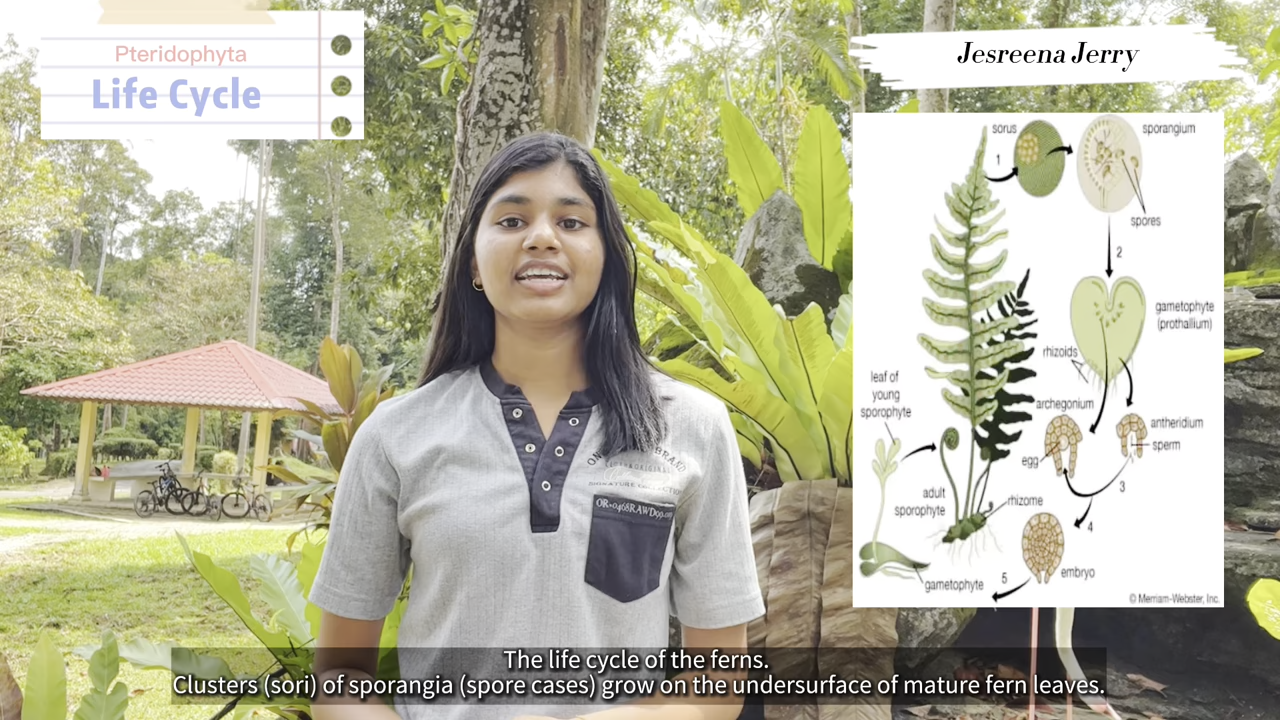 Pteridophyta
Life Cycle
Jesreena Jerry
sorus
sporangium
1
spores
2
gametophyte
(prothallium)
rhizoids
leaf of
young
sporophyte
archegonium
antheridium
sperm
egg
3
adult
sporophyte
rhizome
4
embryo
gametophyte
5
© Merriam-Webster, Inc.
SIGNATURE COLLECTION
The life cycle of the ferns.
Clusters (sori) of sporangia (spore cases) grow on the undersurface of mature fern leaves.